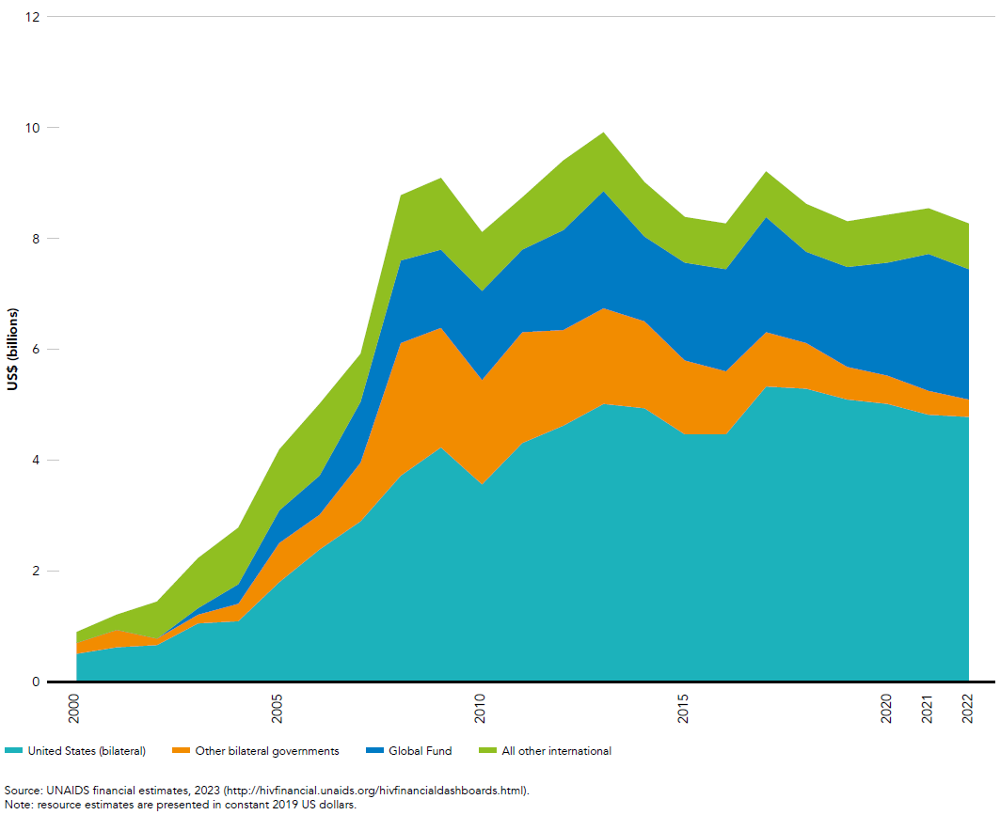 12
10
8
6
4
2
0
US$ (billions)
2000
2005
2010
2015
2020
2021
2022
United States (bilateral)
Other bilateral governments
Global Fund
All other international
Source: UNAIDS financial estimates, 2023 (http://hivfinancial.unaids.org/hivfinancialdashboards.html).
Note: resource estimates are presented in constant 2019 US dollars.